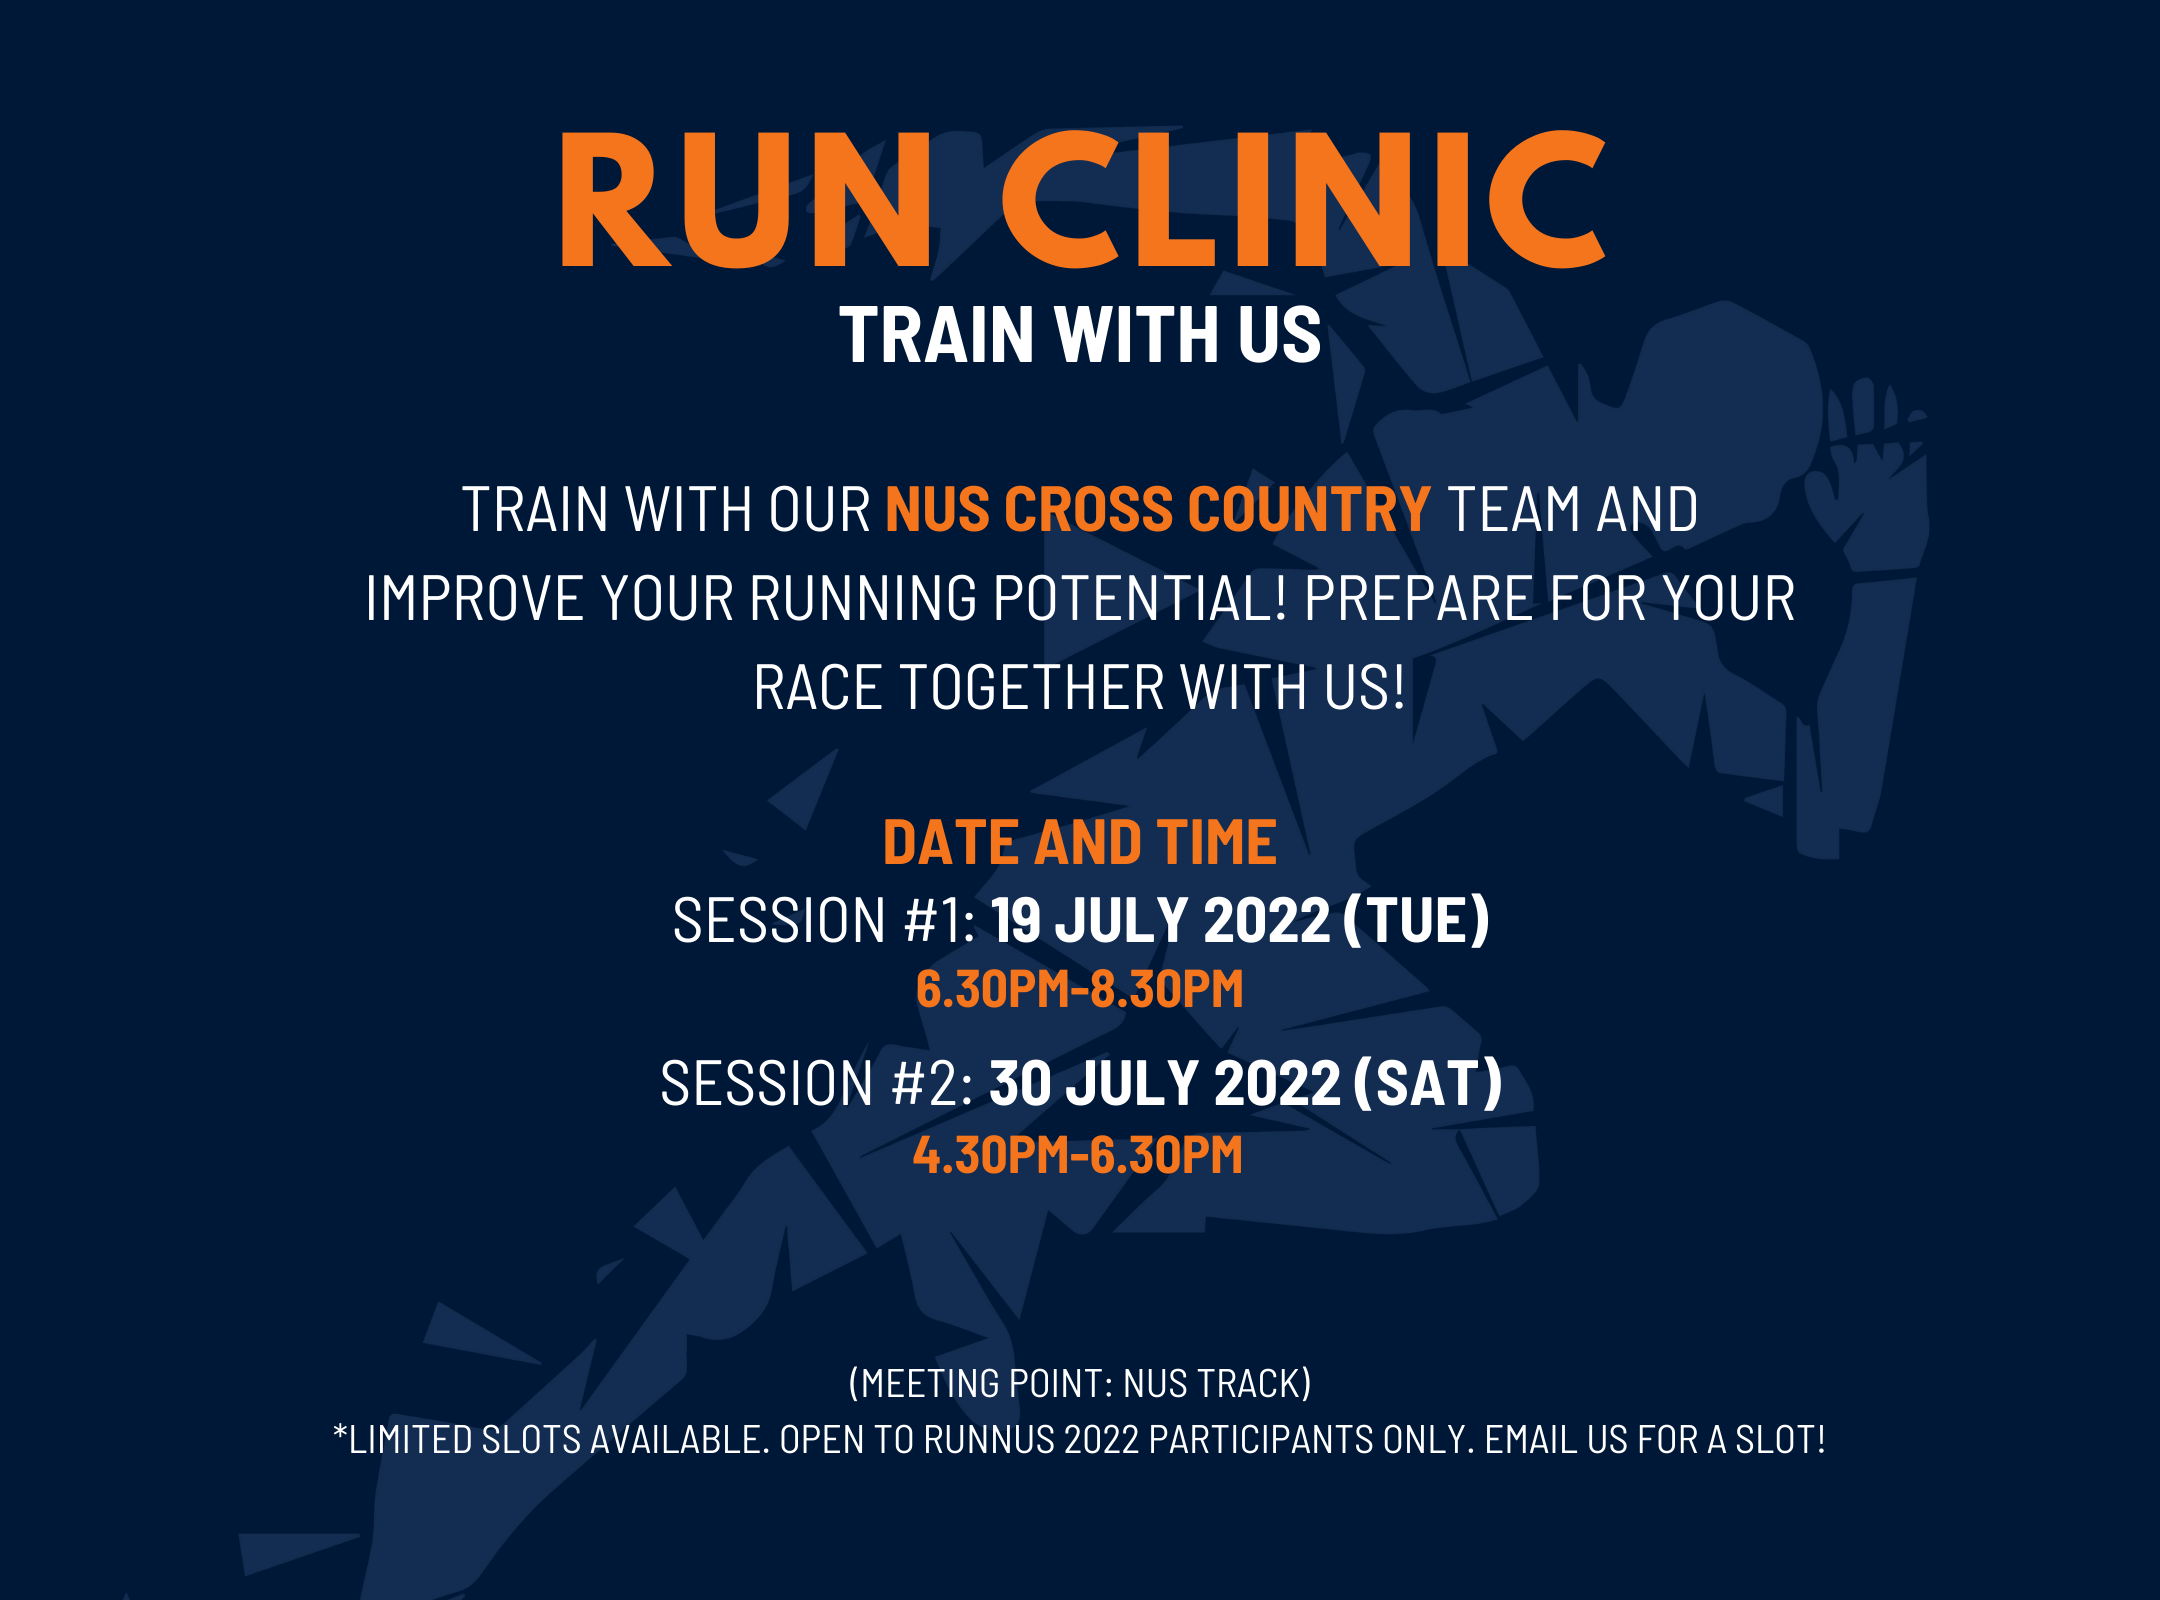 RUN CLINIC
TRAIN WITH US
TRAIN WITH OUR NUS CROSS COUNTRY TEAM AND
IMPROVE YOUR RUNNING POTENTIAL! PREPARE FOR YOUR
RACE TOGETHER WITH US!
DATE AND TIME
SESSION #1: 19 JULY 2022 (TUE)
6.30PM-8.30PM
SESSION #2: 30 JULY 2022 (SAT)
4.30PM-6.30PM
(MEETING POINT: NUS TRACK)
*LIMITED SLOTS AVAILABLE. OPEN TO RUNNUS 2022 PARTICIPANTS ONLY. EMAIL US FOR A SLOT!